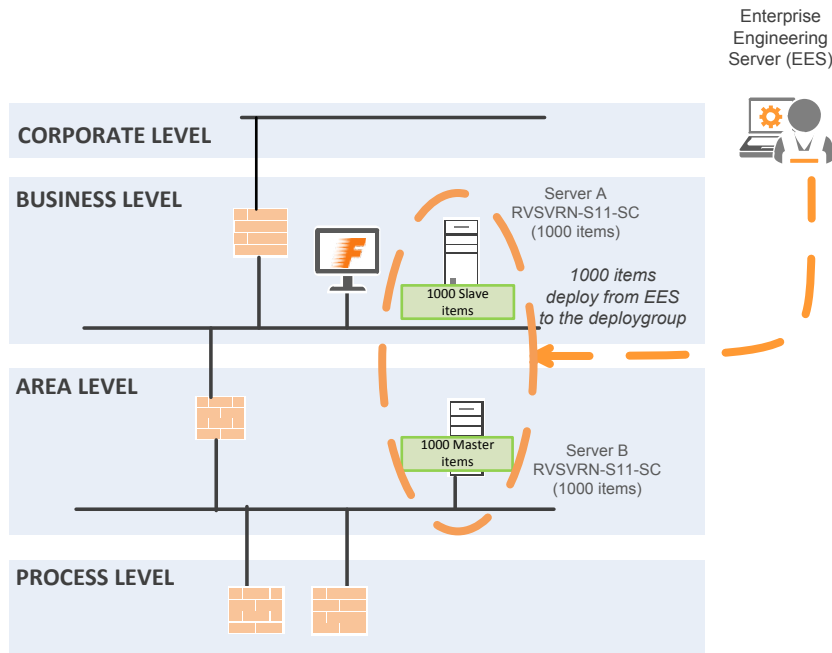 Enterprise
Engineering
Server (EES)
CORPORATE LEVEL
BUSINESS LEVEL
Server A
RVSVRN-S11-SC
(1000 items)
F
1000 Slave
items
1000 items
deploy from EES
to the deploygroup
AREA LEVEL
1000 Master
items
Server B
RVSVRN-S11-SC
(1000 items)
PROCESS LEVEL